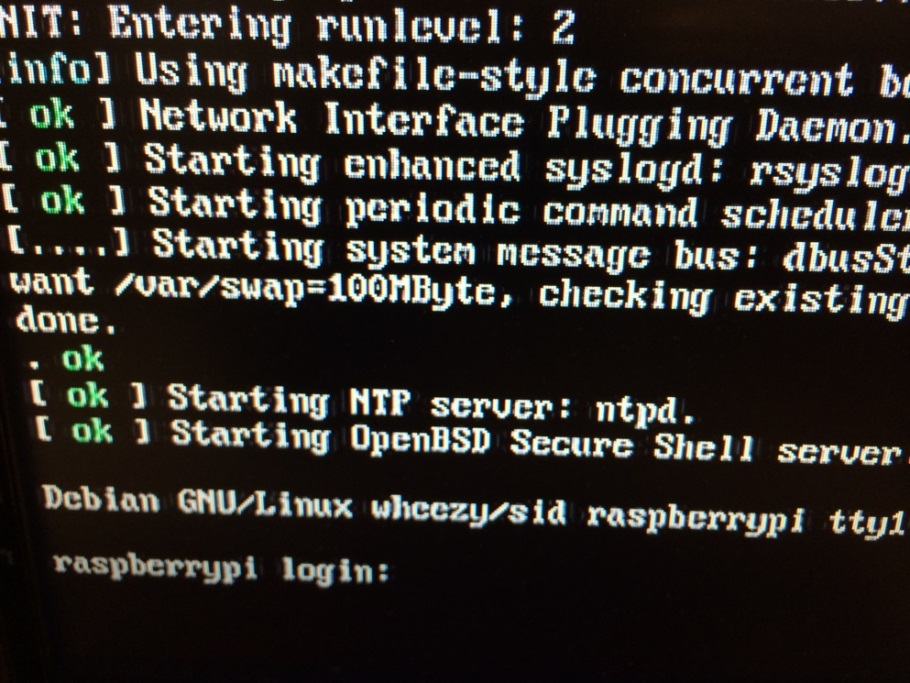 NIT: Entering runlevel: 2
info] Using makefile-style concurrent bo
[ ok ] Network Interface Plugging Daemon.
[ ok ] Starting enhanced syslogd: rsyslog
[ ok ] Starting periodic command scheduler
[....] Starting system message bus: dbusSt
want /var/swap=100MByte, checking existing
done.
. ok
[ ok ] Starting NTP server: ntpd.
[ ok ] Starting OpenBSD Secure Shell server
Debian GNU/Linux wheezy/sid raspberrypi tty1
raspberrypi login: